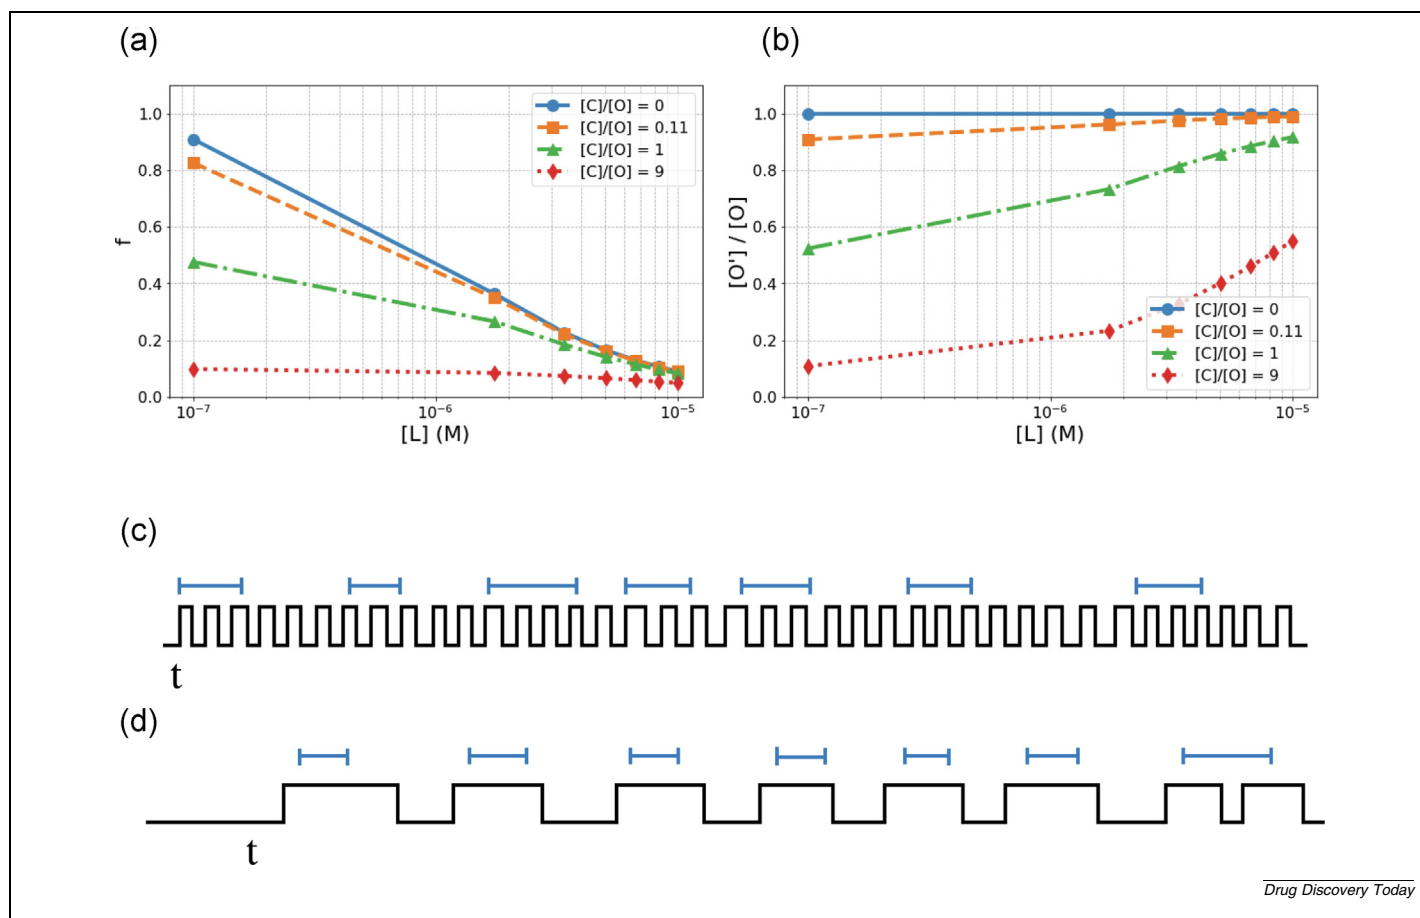 (a)
(b)
f
1.0
0.8
0.6
0.4
0.2
0.0
[C]/[O] = 0
[C]/[O] = 0.11
[C]/[O] = 1
[C]/[O] = 9
10⁻⁷
10⁻⁶
10⁻⁵
[L] (M)
[O'] / [O]
1.0
0.8
0.6
0.4
0.2
0.0
[C]/[O] = 0
[C]/[O] = 0.11
[C]/[O] = 1
[C]/[O] = 9
10⁻⁷
10⁻⁶
10⁻⁵
[L] (M)
(c)
t
(d)
t
Drug Discovery Today